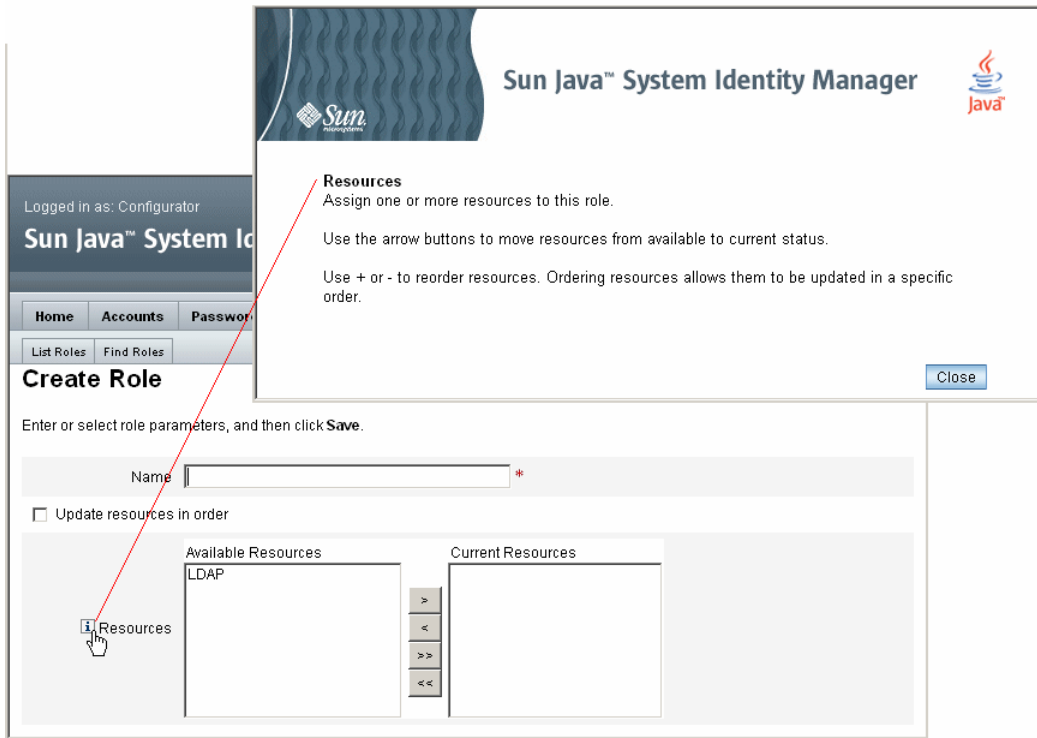 Sun Java™ System Identity Manager
Sun
microsystems
Java™
Resources
Assign one or more resources to this role.
Use the arrow buttons to move resources from available to current status.
Use + or - to reorder resources. Ordering resources allows them to be updated in a specific
order.
Close
Logged in as: Configurator
Sun Java™ System Id
Home Accounts Passwor
List Roles Find Roles
Create Role
Enter or select role parameters, and then click Save.
Name *
Update resources in order
Available Resources Current Resources
LDAP
>
i Resources
<
>>
<<